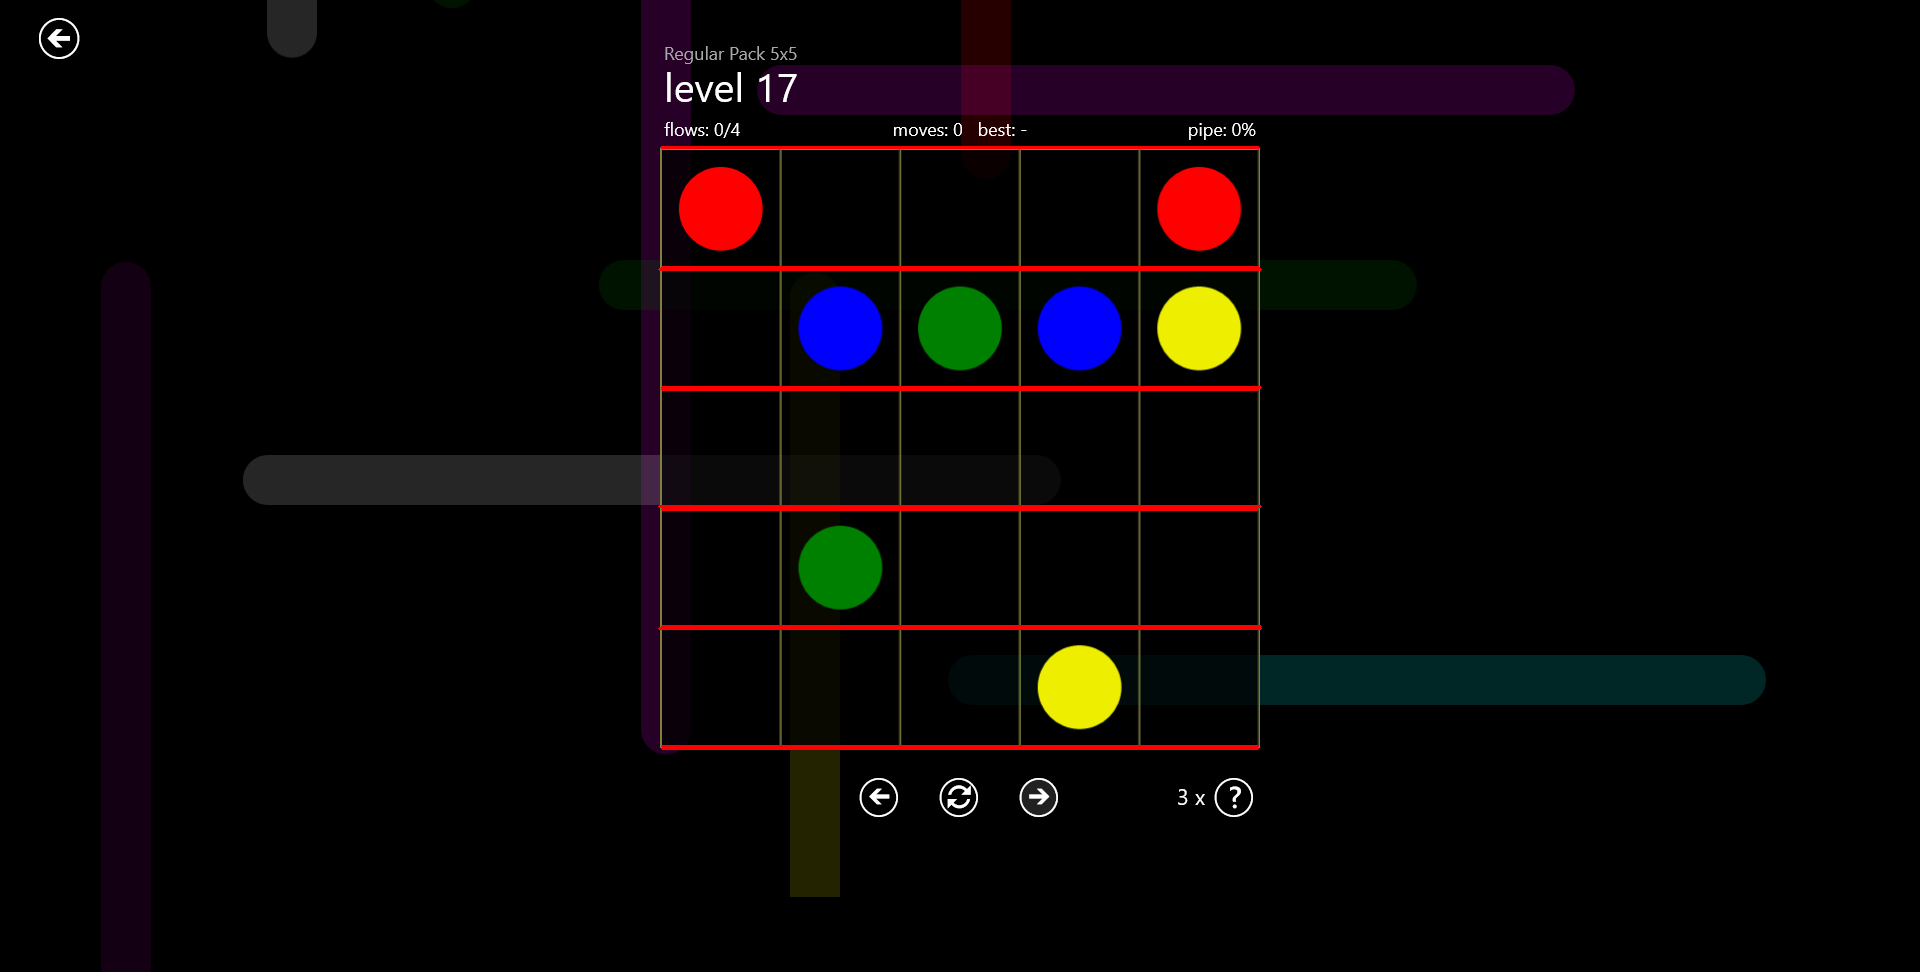 Regular Pack 5x5
level 17
flows: 0/4 moves: 0 best: - pipe: 0%
3 x ?